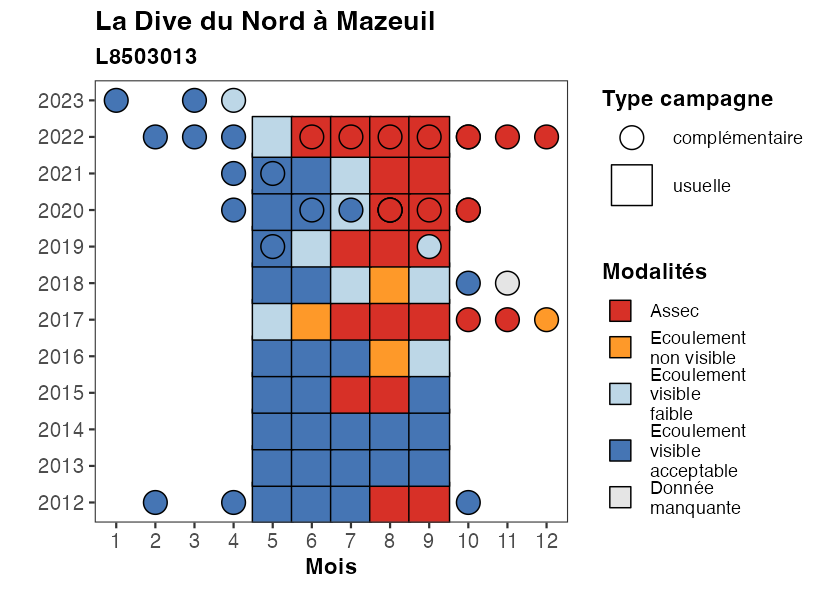 La Dive du Nord à Mazeuil
L8503013
2023
2022
2021
2020
2019
2018
2017
2016
2015
2014
2013
2012
1 2 3 4 5 6 7 8 9 10 11 12
Mois
Type campagne
complémentaire
usuelle
Modalités
Assec
Ecoulement
non visible
Ecoulement
visible
faible
Ecoulement
visible
acceptable
Donnée
manquante